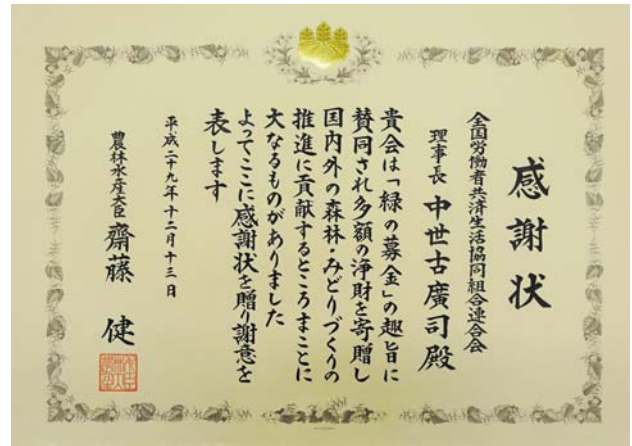 感謝状
全国労働者共済生活協同組合連合会
理事長 中世古廣司殿
貴会は「緑の募金」の趣旨に
賛同され多額の浄財を寄贈し
国内外の森林・みどりづくりの
推進に貢献するところまことに
大なるものがありました
よってここに感謝状を贈り謝意を
表します
平成二十九年十二月十三日
農林水産大臣 齋藤 健